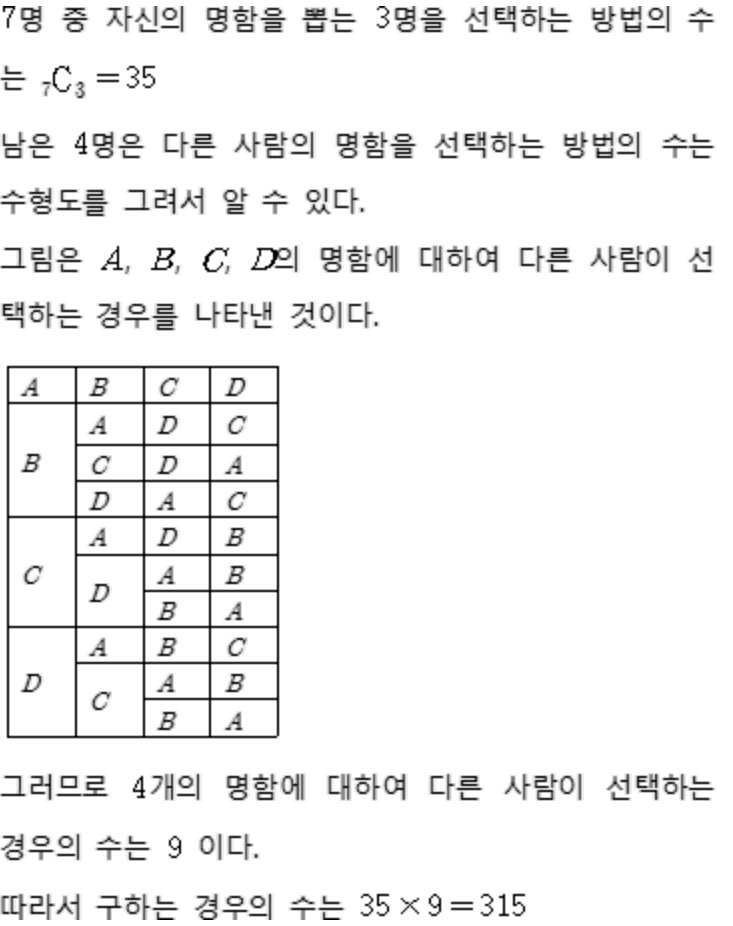 7명 중 자신의 명함을 뽑는 3명을 선택하는 방법의 수
는 ₇C₃=35
남은 4명은 다른 사람의 명함을 선택하는 방법의 수는
수형도를 그려서 알 수 있다.
그림은 A, B, C, D의 명함에 대하여 다른 사람이 선
택하는 경우를 나타낸 것이다.
A B C D
B A D C
C D A
D A C
C A D B
D A B
B A
D A B C
C A B
B A
그러므로 4개의 명함에 대하여 다른 사람이 선택하는
경우의 수는 9 이다.
따라서 구하는 경우의 수는 35×9=315